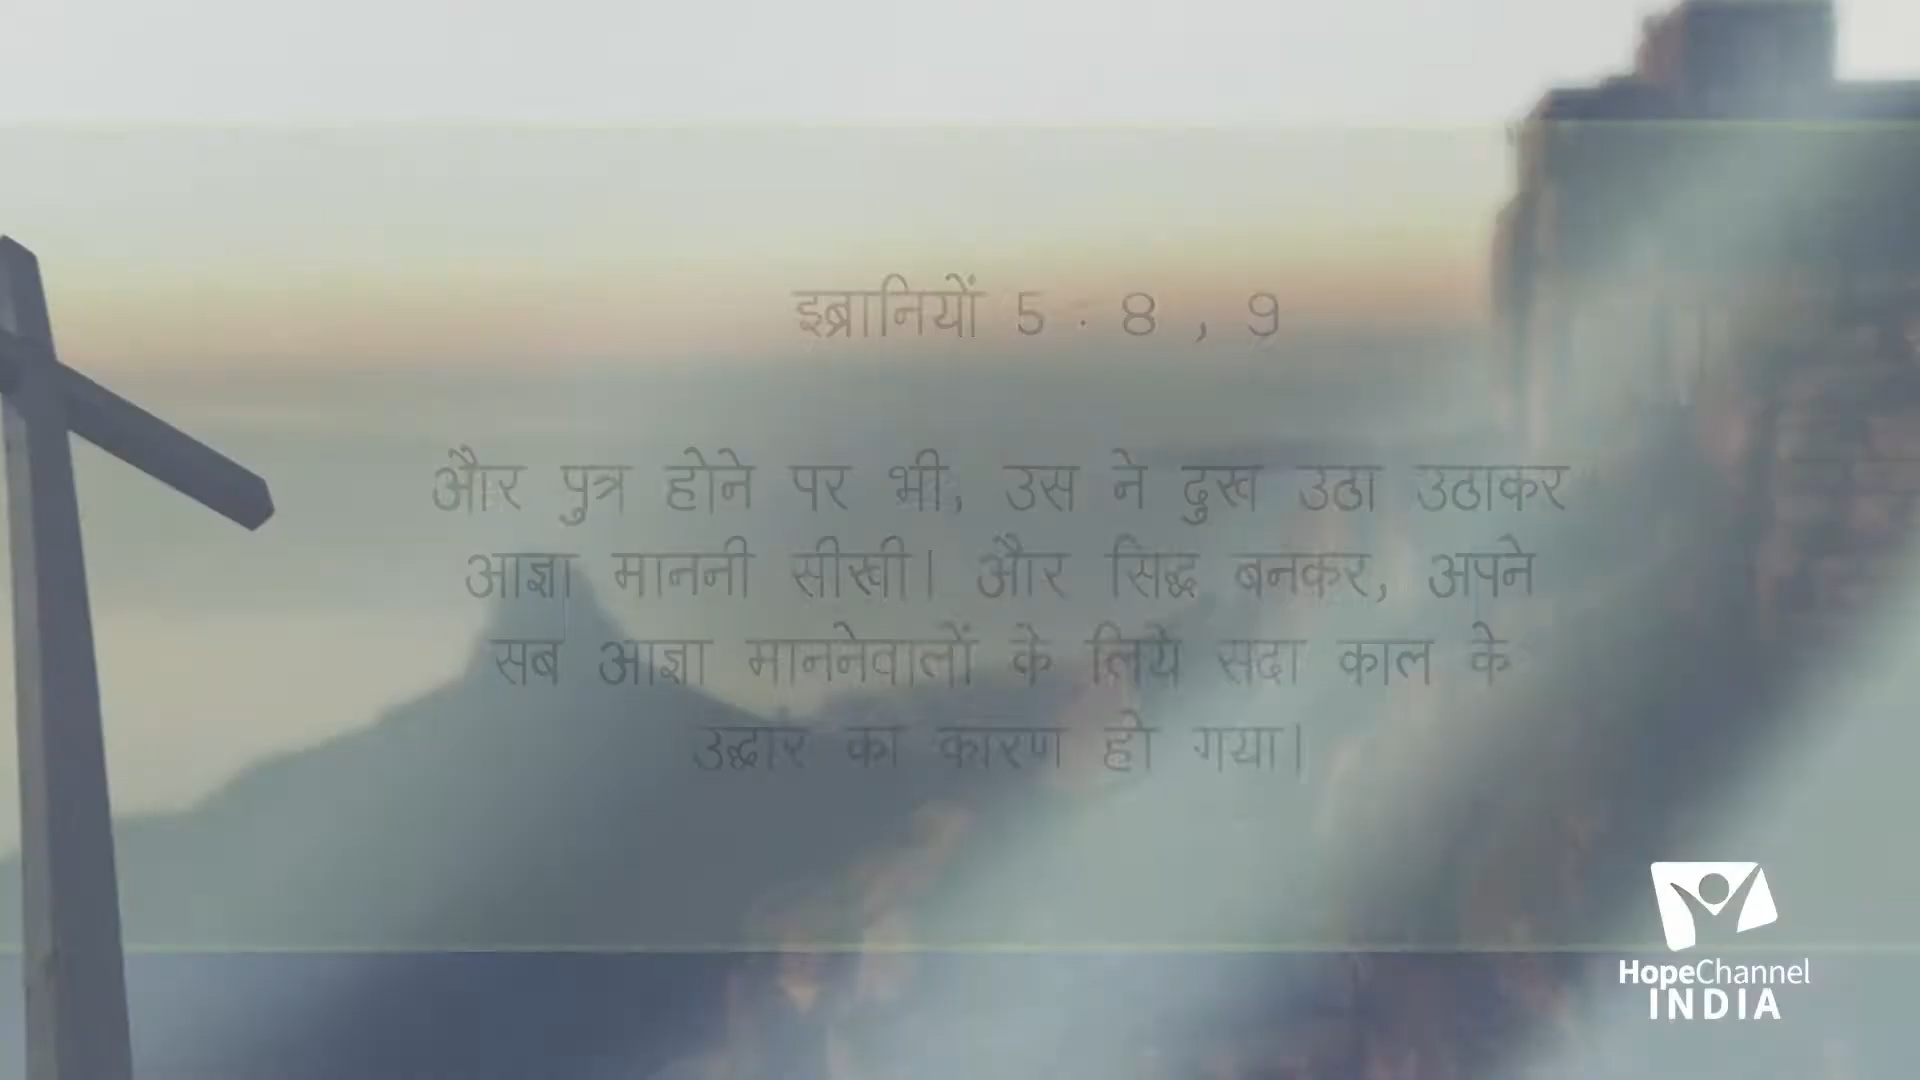 इब्रानियों 5 : 8 , 9
और पुत्र होने पर भी, उस ने दुख उठा उठाकर
आज्ञा माननी सीखी। और सिद्ध बनकर, अपने
सब आज्ञा माननेवालों के लिये सदा काल के
उद्धार का कारण हो गया।
HopeChannel
INDIA